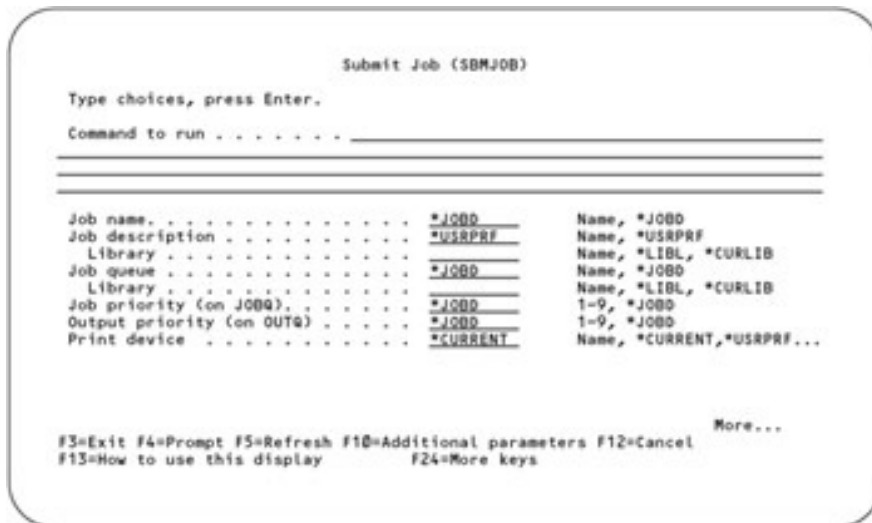 Submit Job (SBMJOB)
Type choices, press Enter.
Command to run . . . . . . .
Job name. . . . . . . . . . . . . . *JOBD Name, *JOBD
Job description . . . . . . . . . . *USRPRF Name, *USRPRF
Library . . . . . . . . . . . . . Name, *LIBL, *CURLIB
Job queue . . . . . . . . . . . . . *JOBD Name, *JOBD
Library . . . . . . . . . . . . . Name, *LIBL, *CURLIB
Job priority (on JOBQ). . . . . . . *JOBD 1-9, *JOBD
Output priority (on OUTQ) . . . . . *JOBD 1-9, *JOBD
Print device . . . . . . . . . . . *CURRENT Name, *CURRENT,*USRPRF...
More...
F3=Exit F4=Prompt F5=Refresh F10=Additional parameters F12=Cancel
F13=How to use this display F24=More keys